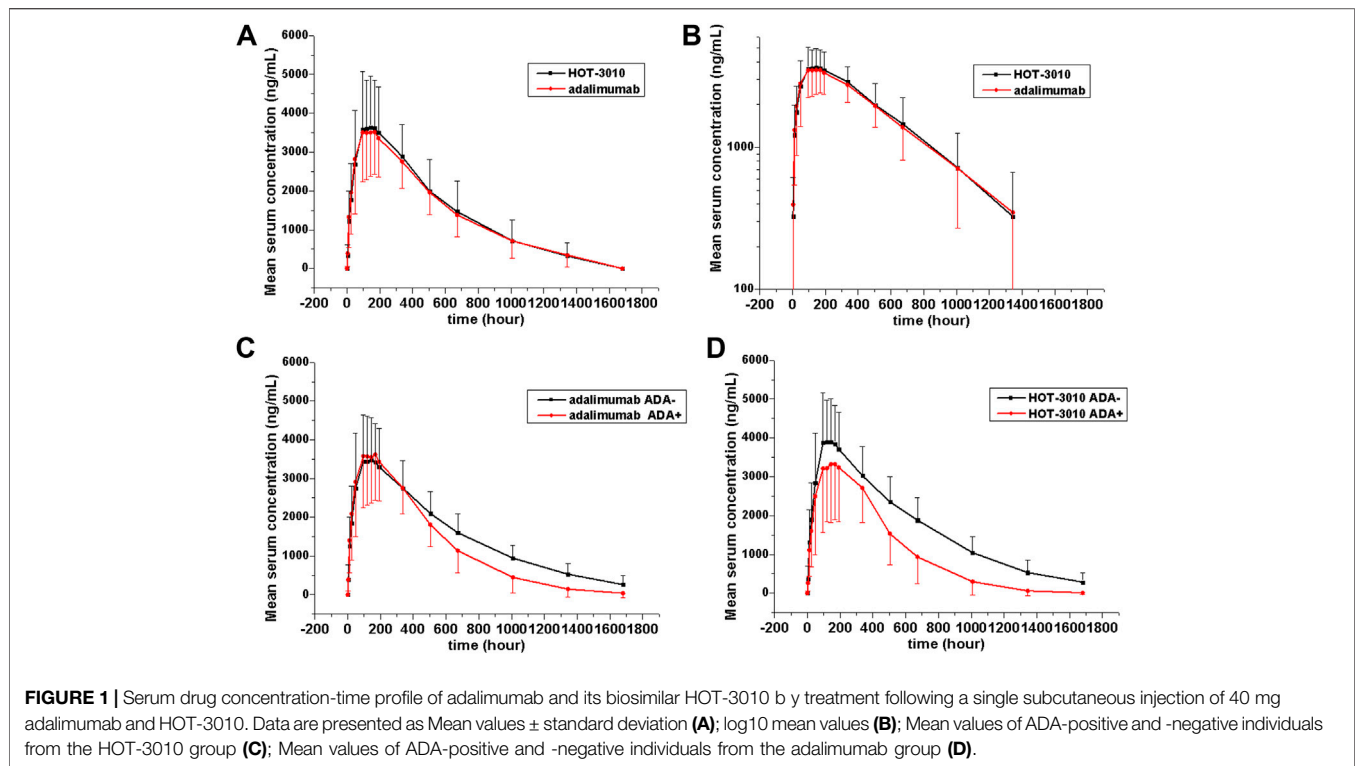 A
Mean serum concentration (ng/mL)
6000
5000
4000
3000
2000
1000
0
-200 0 200 400 600 800 1000 1200 1400 1600 1800
time (hour)
HOT-3010
adalimumab
B
Mean serum concentration (ng/mL)
1000
100
-200 0 200 400 600 800 1000 1200 1400 1600 1800
time (hour)
HOT-3010
adalimumab
C
Mean serum concentration (ng/mL)
6000
5000
4000
3000
2000
1000
0
-200 0 200 400 600 800 1000 1200 1400 1600 1800
time (hour)
adalimumab ADA-
adalimumab ADA+
D
Mean serum concentration (ng/mL)
6000
5000
4000
3000
2000
1000
0
-200 0 200 400 600 800 1000 1200 1400 1600 1800
time (hour)
HOT-3010 ADA-
HOT-3010 ADA+
FIGURE 1 | Serum drug concentration-time profile of adalimumab and its biosimilar HOT-3010 b y treatment following a single subcutaneous injection of 40 mg
adalimumab and HOT-3010. Data are presented as Mean values ± standard deviation (A); log10 mean values (B); Mean values of ADA-positive and -negative individuals
from the HOT-3010 group (C); Mean values of ADA-positive and -negative individuals from the adalimumab group (D).